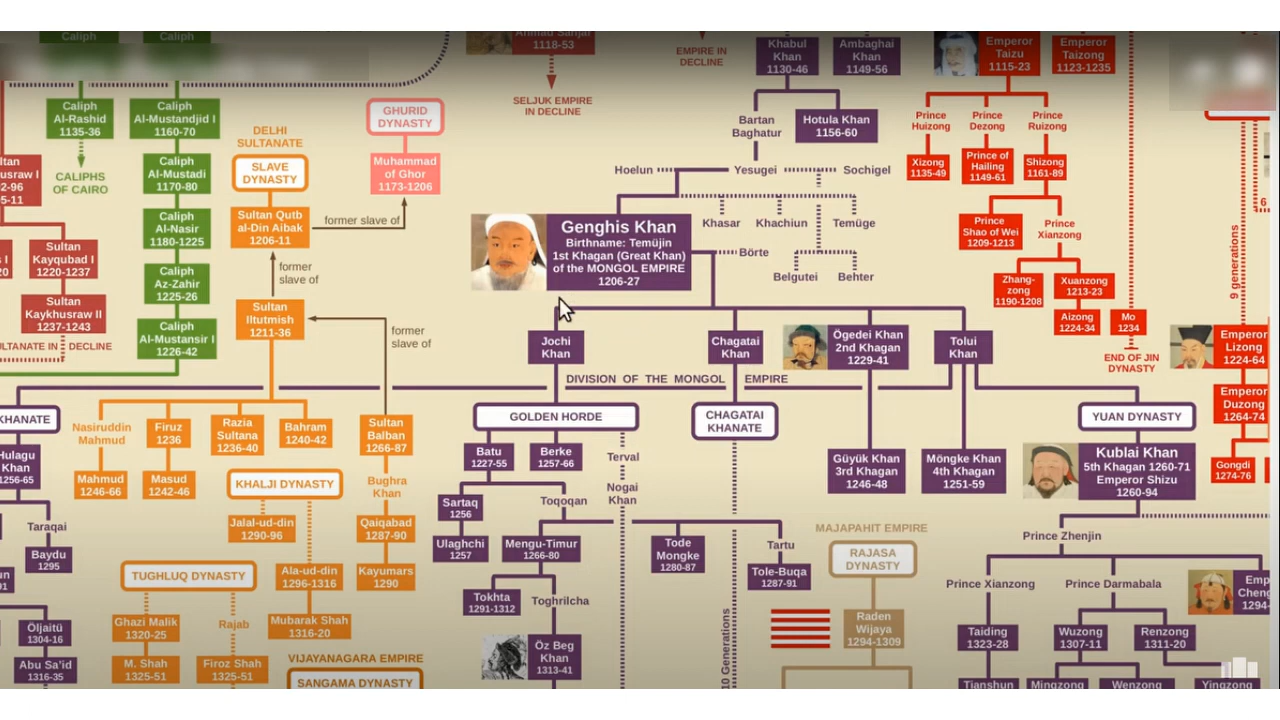 Caliph
Caliph
Ahmad Sanjar
1118-53
SELJUK EMPIRE
IN DECLINE
EMPIRE IN
DECLINE
Khabul
Khan
1130-46
Ambaghai
Khan
1149-56
Emperor
Taizu
1115-23
Emperor
Taizong
1123-1235
Caliph
Al-Rashid
1135-36
CALIPHS
OF CAIRO
Caliph
Al-Mustandjid I
1160-70
Caliph
Al-Mustadi
1170-80
Caliph
Al-Nasir
1180-1225
Caliph
Az-Zahir
1225-26
Caliph
Al-Mustansir I
1226-42
DELHI
SULTANATE
SLAVE
DYNASTY
Sultan Qutb
al-Din Aibak
1206-11
former slave of
GHURID
DYNASTY
Muhammad
of Ghor
1173-1206
former
slave of
Sultan
Iltutmish
1211-36
former
slave of
ltan
khusraw I
2-96
5-11
s I
20
Sultan
Kayqubad I
1220-1237
Sultan
Kaykhusraw II
1237-1243
ULTANATE IN DECLINE
Bartan
Baghatur
Hotula Khan
1156-60
Hoelun
Yesugei
Sochigel
Genghis Khan
Birthname: Temüjin
1st Khagan (Great Khan)
of the MONGOL EMPIRE
1206-27
Khasar
Khachiun
Temüge
Börte
Belgutei
Behter
Prince
Huizong
Prince
Dezong
Prince
Ruizong
Xizong
1135-49
Prince of
Hailing
1149-61
Shizong
1161-89
Prince
Shao of Wei
1209-1213
Prince
Xianzong
Zhang-
zong
1190-1208
Xuanzong
1213-23
Aizong
1224-34
Mo
1234
END OF JIN
DYNASTY
9 generations
6
Emperor
Lizong
1224-64
Emperor
Duzong
1264-74
Gongdi
1274-76
Jochi
Khan
Chagatai
Khan
Ögedei Khan
2nd Khagan
1229-41
Tolui
Khan
DIVISION OF THE MONGOL EMPIRE
KHANATE
Hulagu
Khan
1256-65
Taraqai
Baydu
1295
Öljaitü
1304-16
Abu Sa'id
1316-35
Nasiruddin
Mahmud
Mahmud
1246-66
Firuz
1236
Masud
1242-46
Razia
Sultana
1236-40
Bahram
1240-42
Sultan
Balban
1266-87
Bughra
Khan
Qaiqabad
1287-90
Kayumars
1290
KHALJI DYNASTY
Jalal-ud-din
1290-96
Ala-ud-din
1296-1316
Mubarak Shah
1316-20
TUGHLUQ DYNASTY
Ghazi Malik
1320-25
M. Shah
1325-51
Rajab
Firoz Shah
1325-51
VIJAYANAGARA EMPIRE
SANGAMA DYNASTY
GOLDEN HORDE
Batu
1227-55
Berke
1257-66
Terval
Nogai
Khan
Sartaq
1256
Toqoqan
Ulaghchi
1257
Mengu-Timur
1266-80
Tode
Mongke
1280-87
Tartu
Tole-Buqa
1287-91
Tokhta
1291-1312
Toghrilcha
Öz Beg
Khan
1313-41
CHAGATAI
KHANATE
10 Generations
Güyük Khan
3rd Khagan
1246-48
Möngke Khan
4th Khagan
1251-59
MAJAPAHIT EMPIRE
RAJASA
DYNASTY
Raden
Wijaya
1294-1309
YUAN DYNASTY
Kublai Khan
5th Khagan 1260-71
Emperor Shizu
1260-94
Prince Zhenjin
Prince Xianzong
Prince Darmabala
Emp
Cheng
1294-
Taiding
1323-28
Wuzong
1307-11
Renzong
1311-20
Tianshun
Mingzong
Wenzong
Yingzong